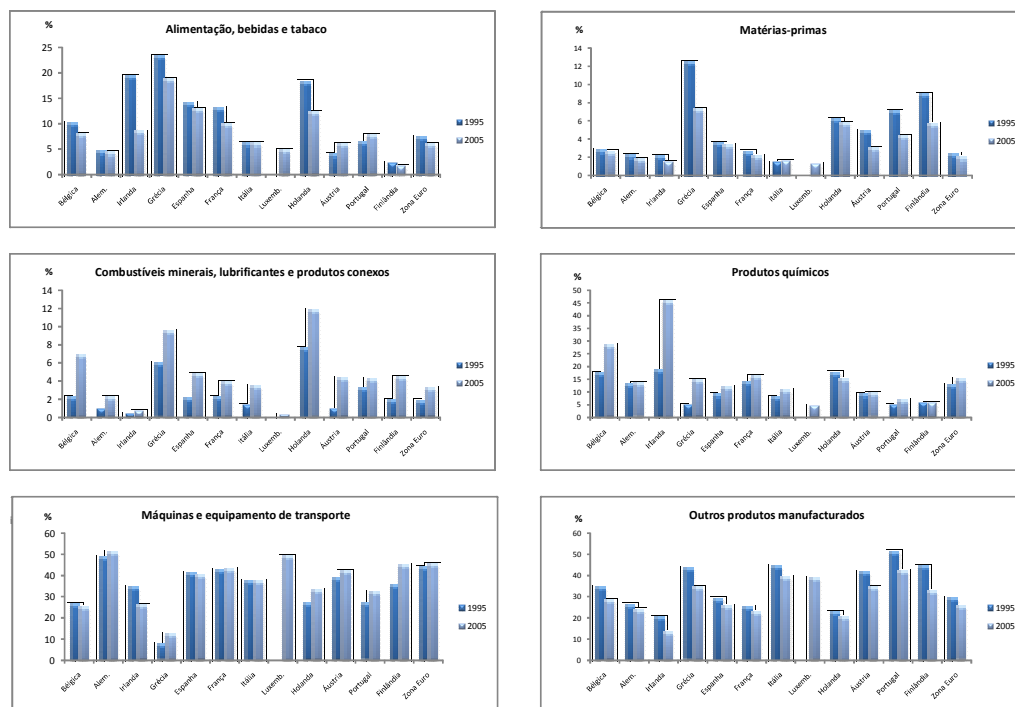 Alimentação, bebidas e tabaco
%
25
20
15
10
5
0
Bélgica
Alem.
Irlanda
Grécia
Espanha
França
Itália
Luxemb.
Holanda
Áustria
Portugal
Finlândia
Zona Euro
1995
2005
Matérias-primas
%
14
12
10
8
6
4
2
0
Bélgica
Alem.
Irlanda
Grécia
Espanha
França
Itália
Luxemb.
Holanda
Áustria
Portugal
Finlândia
Zona Euro
1995
2005
Combustíveis minerais, lubrificantes e produtos conexos
%
14
12
10
8
6
4
2
0
Bélgica
Alem.
Irlanda
Grécia
Espanha
França
Itália
Luxemb.
Holanda
Áustria
Portugal
Finlândia
Zona Euro
1995
2005
Produtos químicos
%
50
45
40
35
30
25
20
15
10
5
0
Bélgica
Alem.
Irlanda
Grécia
Espanha
França
Itália
Luxemb.
Holanda
Áustria
Portugal
Finlândia
Zona Euro
1995
2005
Máquinas e equipamento de transporte
%
60
50
40
30
20
10
0
Bélgica
Alem.
Irlanda
Grécia
Espanha
França
Itália
Luxemb.
Holanda
Áustria
Portugal
Finlândia
Zona Euro
1995
2005
Outros produtos manufacturados
%
60
50
40
30
20
10
0
Bélgica
Alem.
Irlanda
Grécia
Espanha
França
Itália
Luxemb.
Holanda
Áustria
Portugal
Finlândia
Zona Euro
1995
2005